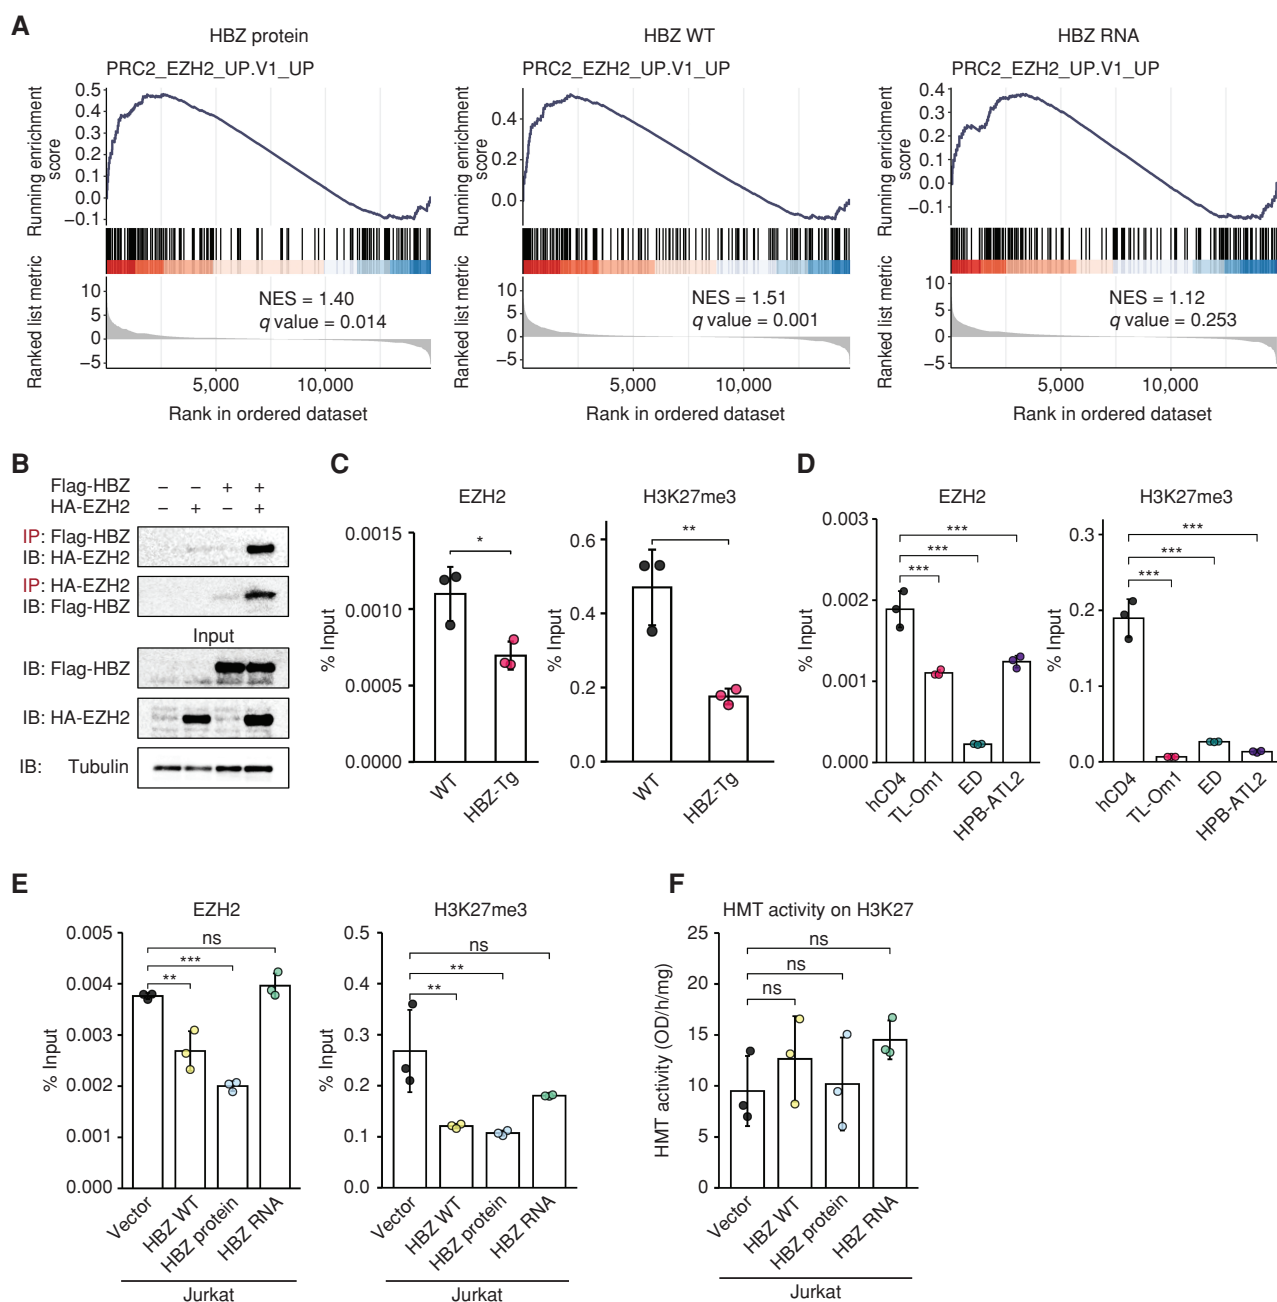 A
HBZ protein
PRC2_EZH2_UP.V1_UP
Running enrichment score
0.5
0.4
0.3
0.2
0.1
0.0
−0.1
Ranked list metric
10
5
0
−5
NES = 1.40
q value = 0.014
5,000 10,000
Rank in ordered dataset
HBZ WT
PRC2_EZH2_UP.V1_UP
Running enrichment score
0.4
0.2
0.0
Ranked list metric
10
5
0
−5
NES = 1.51
q value = 0.001
5,000 10,000
Rank in ordered dataset
HBZ RNA
PRC2_EZH2_UP.V1_UP
Running enrichment score
0.4
0.3
0.2
0.1
0.0
−0.1
Ranked list metric
10
5
0
−5
NES = 1.12
q value = 0.253
5,000 10,000
Rank in ordered dataset
B
Flag-HBZ − − + +
HA-EZH2 − + − +
IP: Flag-HBZ
IB: HA-EZH2
IP: HA-EZH2
IB: Flag-HBZ
Input
IB: Flag-HBZ
IB: HA-EZH2
IB: Tubulin
C
EZH2
% Input
0.0015
0.0010
0.0005
0.0000
*
WT
HBZ-Tg
H3K27me3
% Input
0.6
0.4
0.2
0.0
**
WT
HBZ-Tg
D
EZH2
% Input
0.003
0.002
0.001
0.000
***
***
***
hCD4
TL-Om1
ED
HPB-ATL2
H3K27me3
% Input
0.3
0.2
0.1
0.0
***
***
***
hCD4
TL-Om1
ED
HPB-ATL2
E
EZH2
% Input
0.005
0.004
0.003
0.002
0.001
0.000
ns
***
**
Vector
HBZ WT
HBZ protein
HBZ RNA
Jurkat
H3K27me3
% Input
0.5
0.4
0.3
0.2
0.1
0.0
ns
**
**
Vector
HBZ WT
HBZ protein
HBZ RNA
Jurkat
F
HMT activity on H3K27
HMT activity (OD/h/mg)
25
20
15
10
5
0
ns
ns
ns
Vector
HBZ WT
HBZ protein
HBZ RNA
Jurkat